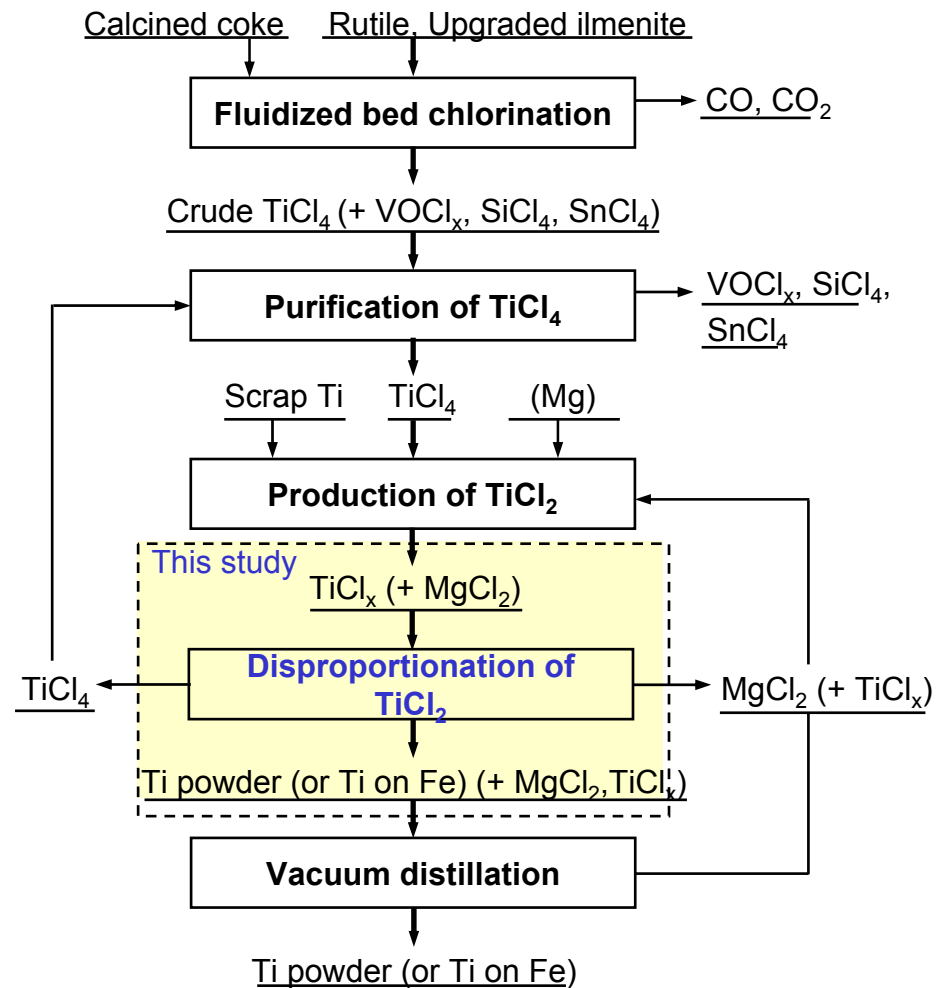 Calcined coke
Rutile, Upgraded ilmenite
Fluidized bed chlorination
CO, CO₂
Crude TiCl₄ (+ VOClₓ, SiCl₄, SnCl₄)
Purification of TiCl₄
VOClₓ, SiCl₄,
SnCl₄
Scrap Ti
TiCl₄
(Mg)
Production of TiCl₂
This study
TiClₓ (+ MgCl₂)
Disproportionation of
TiCl₂
TiCl₄
MgCl₂ (+ TiClₓ)
Ti powder (or Ti on Fe) (+ MgCl₂,TiClₓ)
Vacuum distillation
Ti powder (or Ti on Fe)